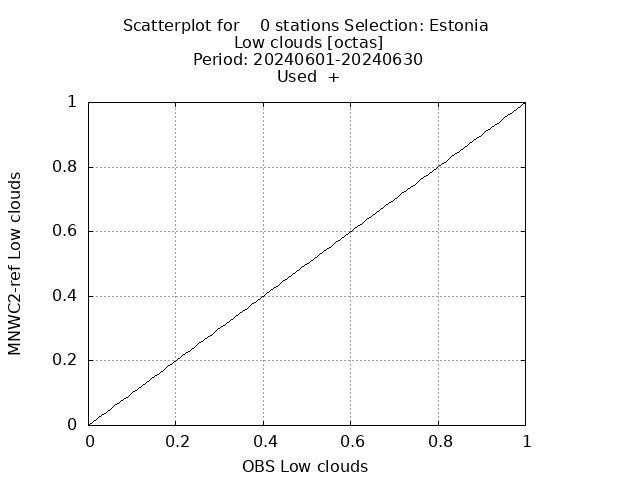 Scatterplot for    0 stations Selection: Estonia
Low clouds [octas]
Period: 20240601-20240630
Used  +
MNWC2-ref Low clouds
1
0.8
0.6
0.4
0.2
0
0 0.2 0.4 0.6 0.8 1
OBS Low clouds